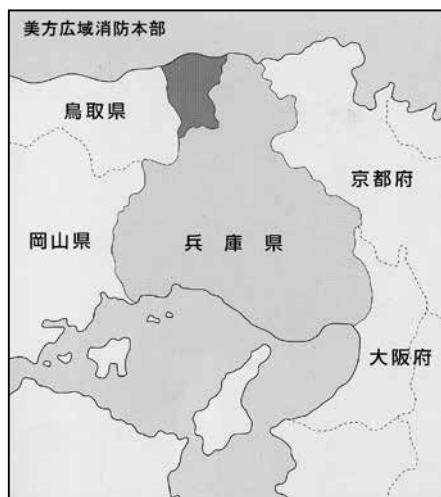 美方広域消防本部
鳥取県
京都府
岡山県
兵庫県
大阪府